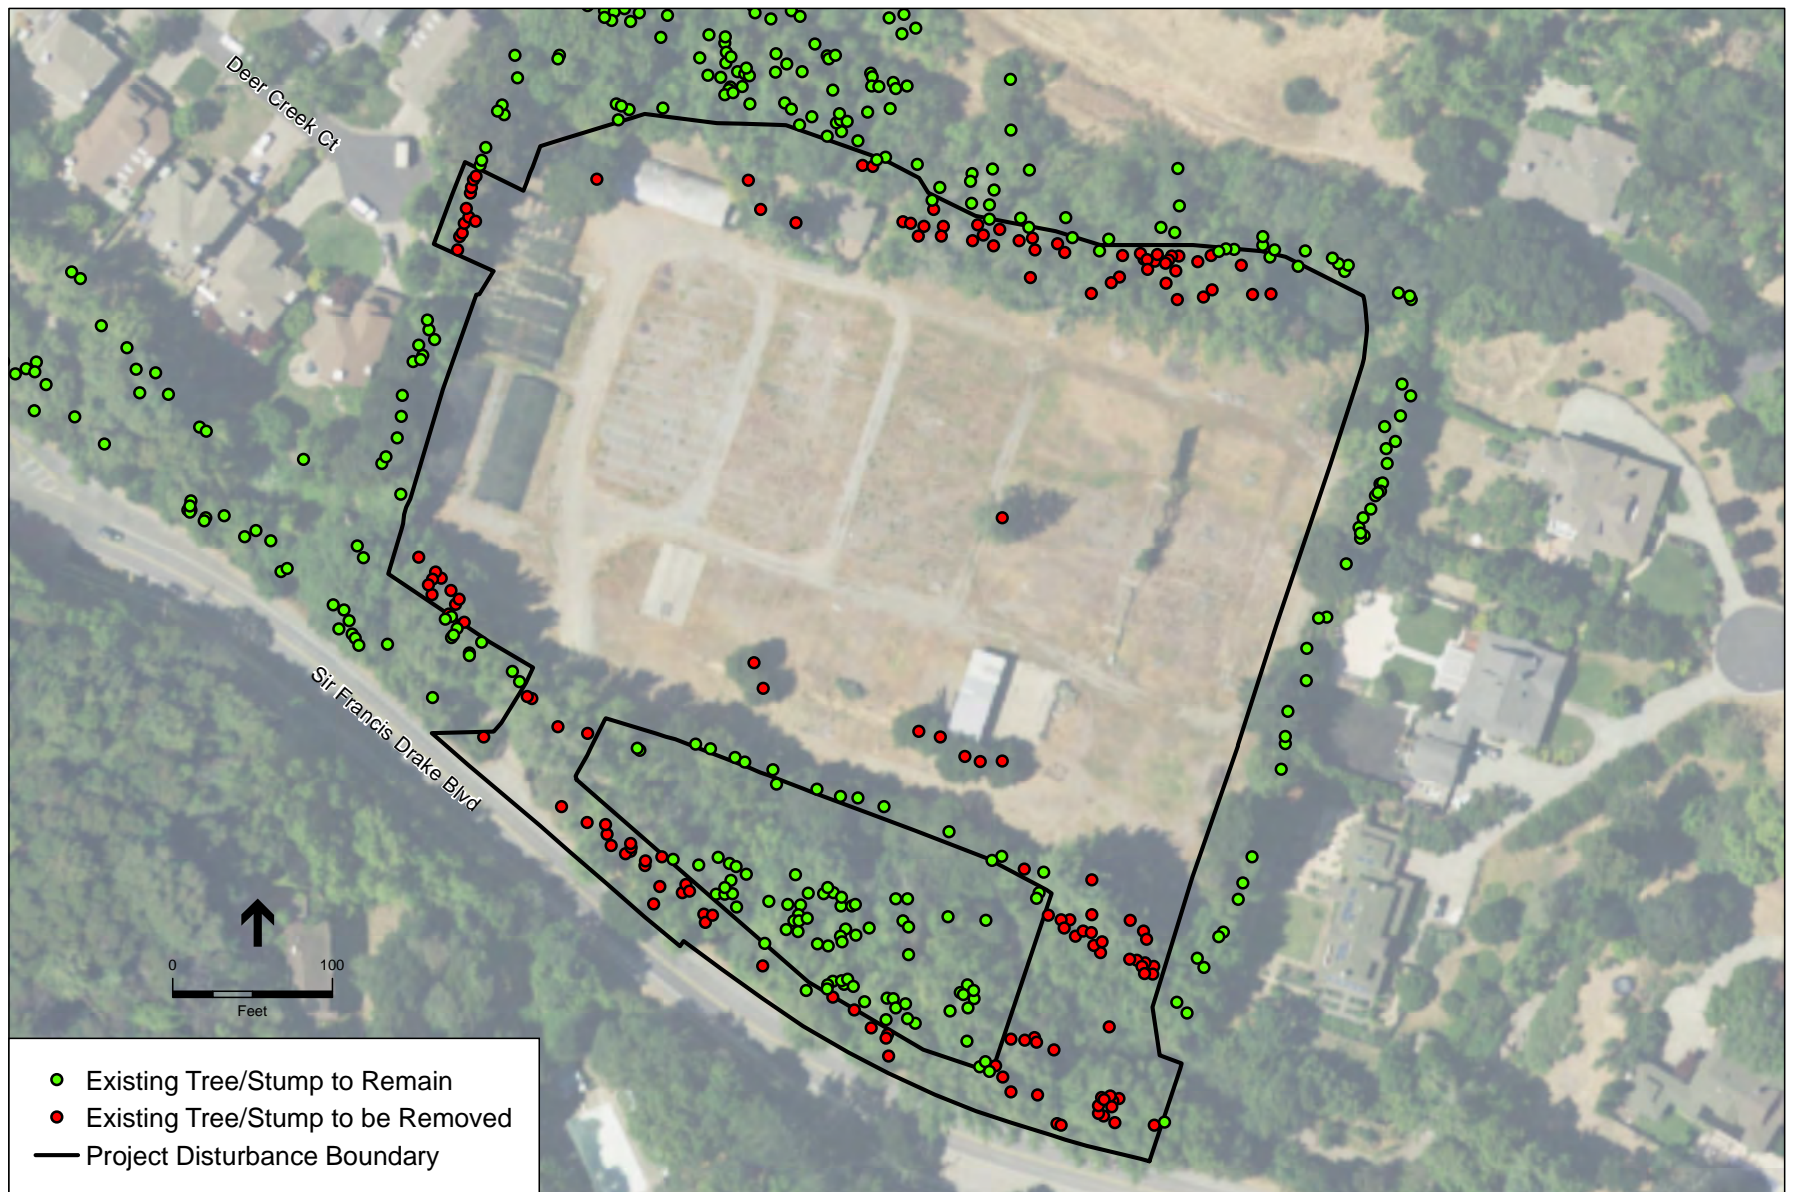 Deer Creek Ct
Sir Francis Drake Blvd
0 100
Feet
Existing Tree/Stump to Remain
Existing Tree/Stump to be Removed
Project Disturbance Boundary